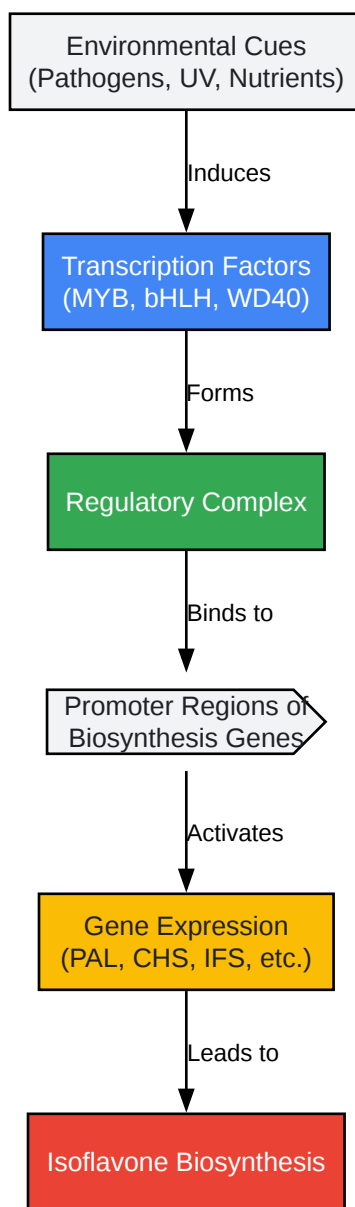 Environmental Cues
(Pathogens, UV, Nutrients)
Induces
Transcription Factors
(MYB, bHLH, WD40)
Forms
Regulatory Complex
Binds to
Promoter Regions of
Biosynthesis Genes
Activates
Gene Expression
(PAL, CHS, IFS, etc.)
Leads to
Isoflavone Biosynthesis